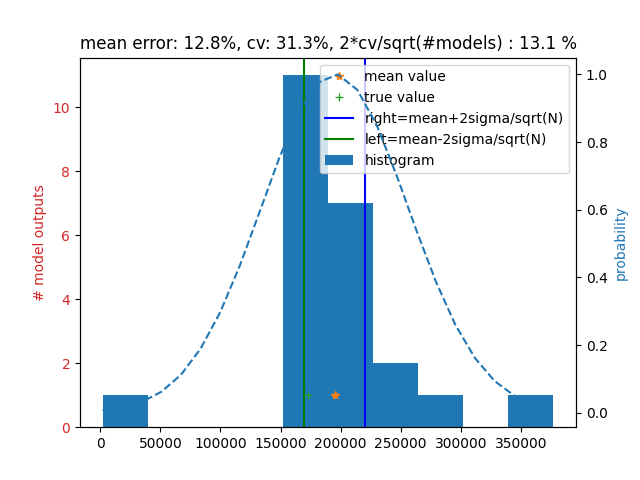 mean error: 12.8%, cv: 31.3%, 2*cv/sqrt(#models) : 13.1 %
mean value
true value
right=mean+2sigma/sqrt(N)
left=mean-2sigma/sqrt(N)
histogram
# model outputs
10
8
6
4
2
0
probability
1.0
0.8
0.6
0.4
0.2
0.0
0 50000 100000 150000 200000 250000 300000 350000